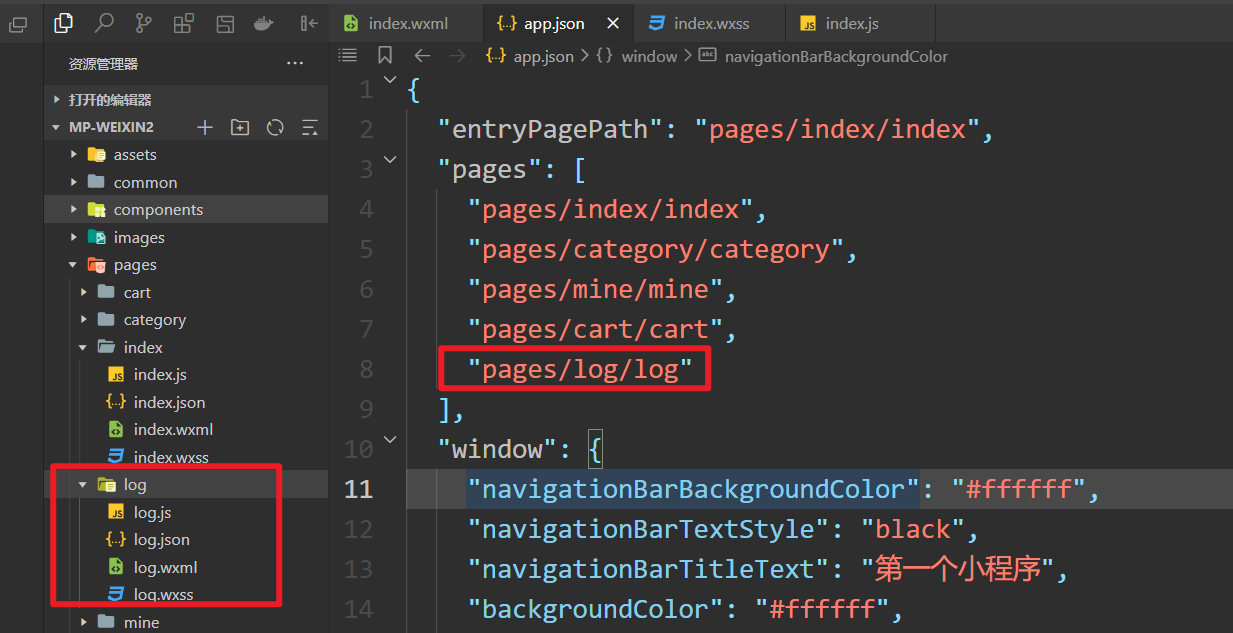 index.wxml
{..} app.json ×
index.wxss
JS index.js
资源管理器 ...
{..} app.json > {} window > abc navigationBarBackgroundColor
打开的编辑器
MP-WEIXIN2
assets
common
components
images
pages
cart
category
index
JS index.js
{..} index.json
index.wxml
index.wxss
log
JS log.js
{..} log.json
log.wxml
log.wxss
mine
1 {
2 "entryPagePath": "pages/index/index",
3 "pages": [
4 "pages/index/index",
5 "pages/category/category",
6 "pages/mine/mine",
7 "pages/cart/cart",
8 "pages/log/log"
9 ],
10 "window": {
11 "navigationBarBackgroundColor": "#ffffff",
12 "navigationBarTextStyle": "black",
13 "navigationBarTitleText": "第一个小程序",
14 "backgroundColor": "#ffffff",